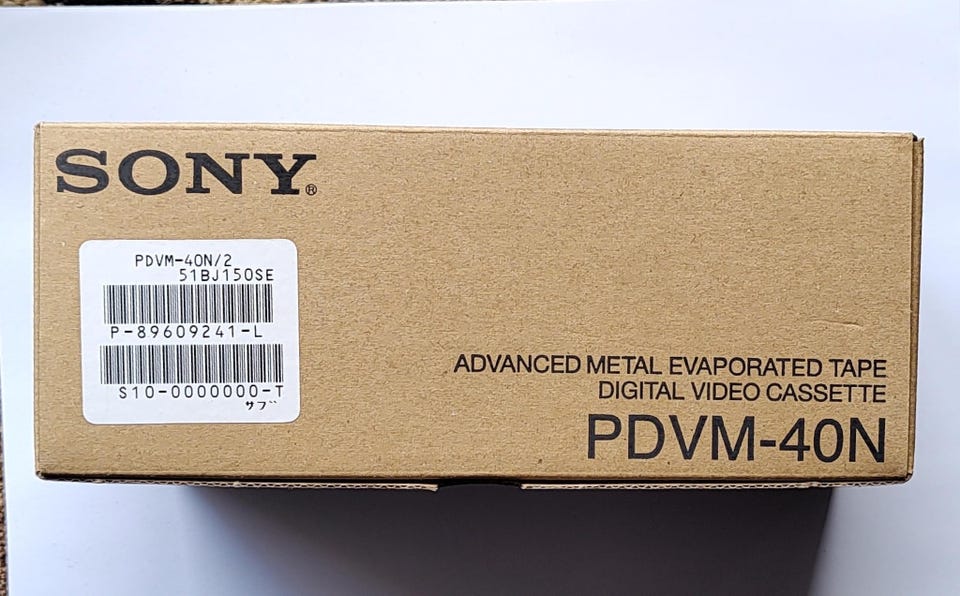 SONY®
PDVM-40N/2
51BJ150SE
P-89609241-L
S10-0000000-T
サブ
ADVANCED METAL EVAPORATED TAPE
DIGITAL VIDEO CASSETTE
PDVM-40N